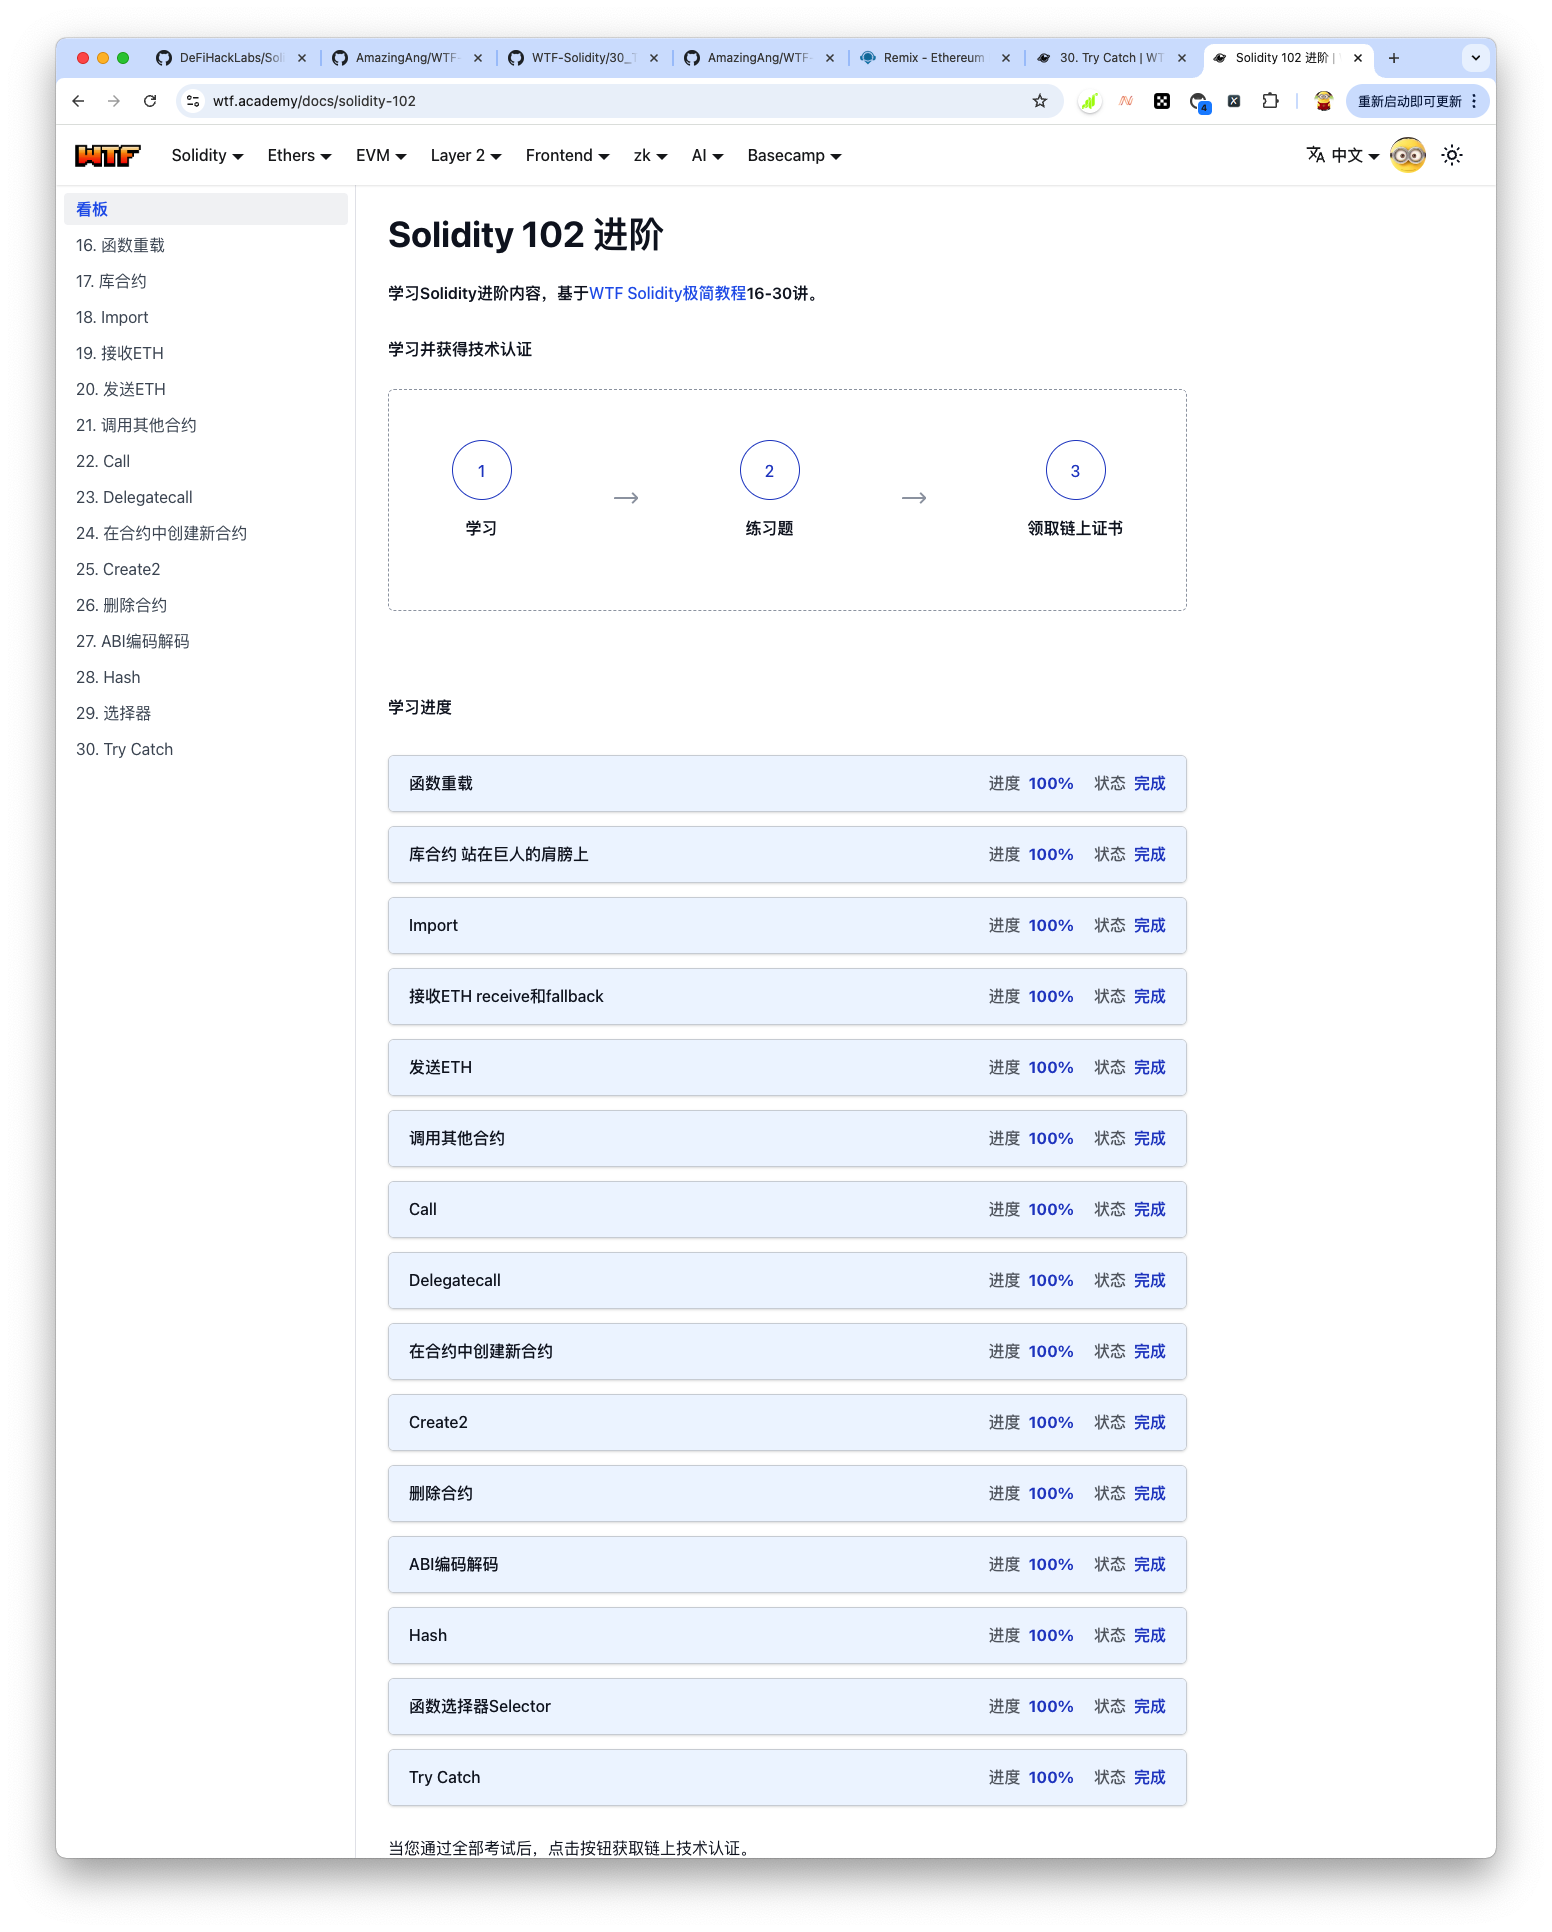 DeFiHackLabs/Soli
AmazingAng/WTF-
WTF-Solidity/30_T
AmazingAng/WTF-
Remix - Ethereum
30. Try Catch | WT
Solidity 102 进阶 |
wtf.academy/docs/solidity-102
4
重新启动即可更新
WTF
Solidity
Ethers
EVM
Layer 2
Frontend
zk
AI
Basecamp
中文
看板
16. 函数重载
17. 库合约
18. Import
19. 接收ETH
20. 发送ETH
21. 调用其他合约
22. Call
23. Delegatecall
24. 在合约中创建新合约
25. Create2
26. 删除合约
27. ABI编码解码
28. Hash
29. 选择器
30. Try Catch
Solidity 102 进阶
学习Solidity进阶内容，基于WTF Solidity极简教程16-30讲。
学习并获得技术认证
1
学习
2
练习题
3
领取链上证书
学习进度
函数重载 进度 100% 状态 完成
库合约 站在巨人的肩膀上 进度 100% 状态 完成
Import 进度 100% 状态 完成
接收ETH receive和fallback 进度 100% 状态 完成
发送ETH 进度 100% 状态 完成
调用其他合约 进度 100% 状态 完成
Call 进度 100% 状态 完成
Delegatecall 进度 100% 状态 完成
在合约中创建新合约 进度 100% 状态 完成
Create2 进度 100% 状态 完成
删除合约 进度 100% 状态 完成
ABI编码解码 进度 100% 状态 完成
Hash 进度 100% 状态 完成
函数选择器Selector 进度 100% 状态 完成
Try Catch 进度 100% 状态 完成
当您通过全部考试后，点击按钮获取链上技术认证。